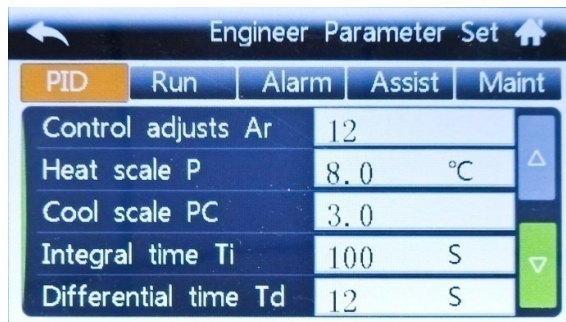 Engineer Parameter Set
PID Run Alarm Assist Maint
Control adjusts Ar 12
Heat scale P 8.0 °C
Cool scale PC 3.0
Integral time Ti 100 S
Differential time Td 12 S